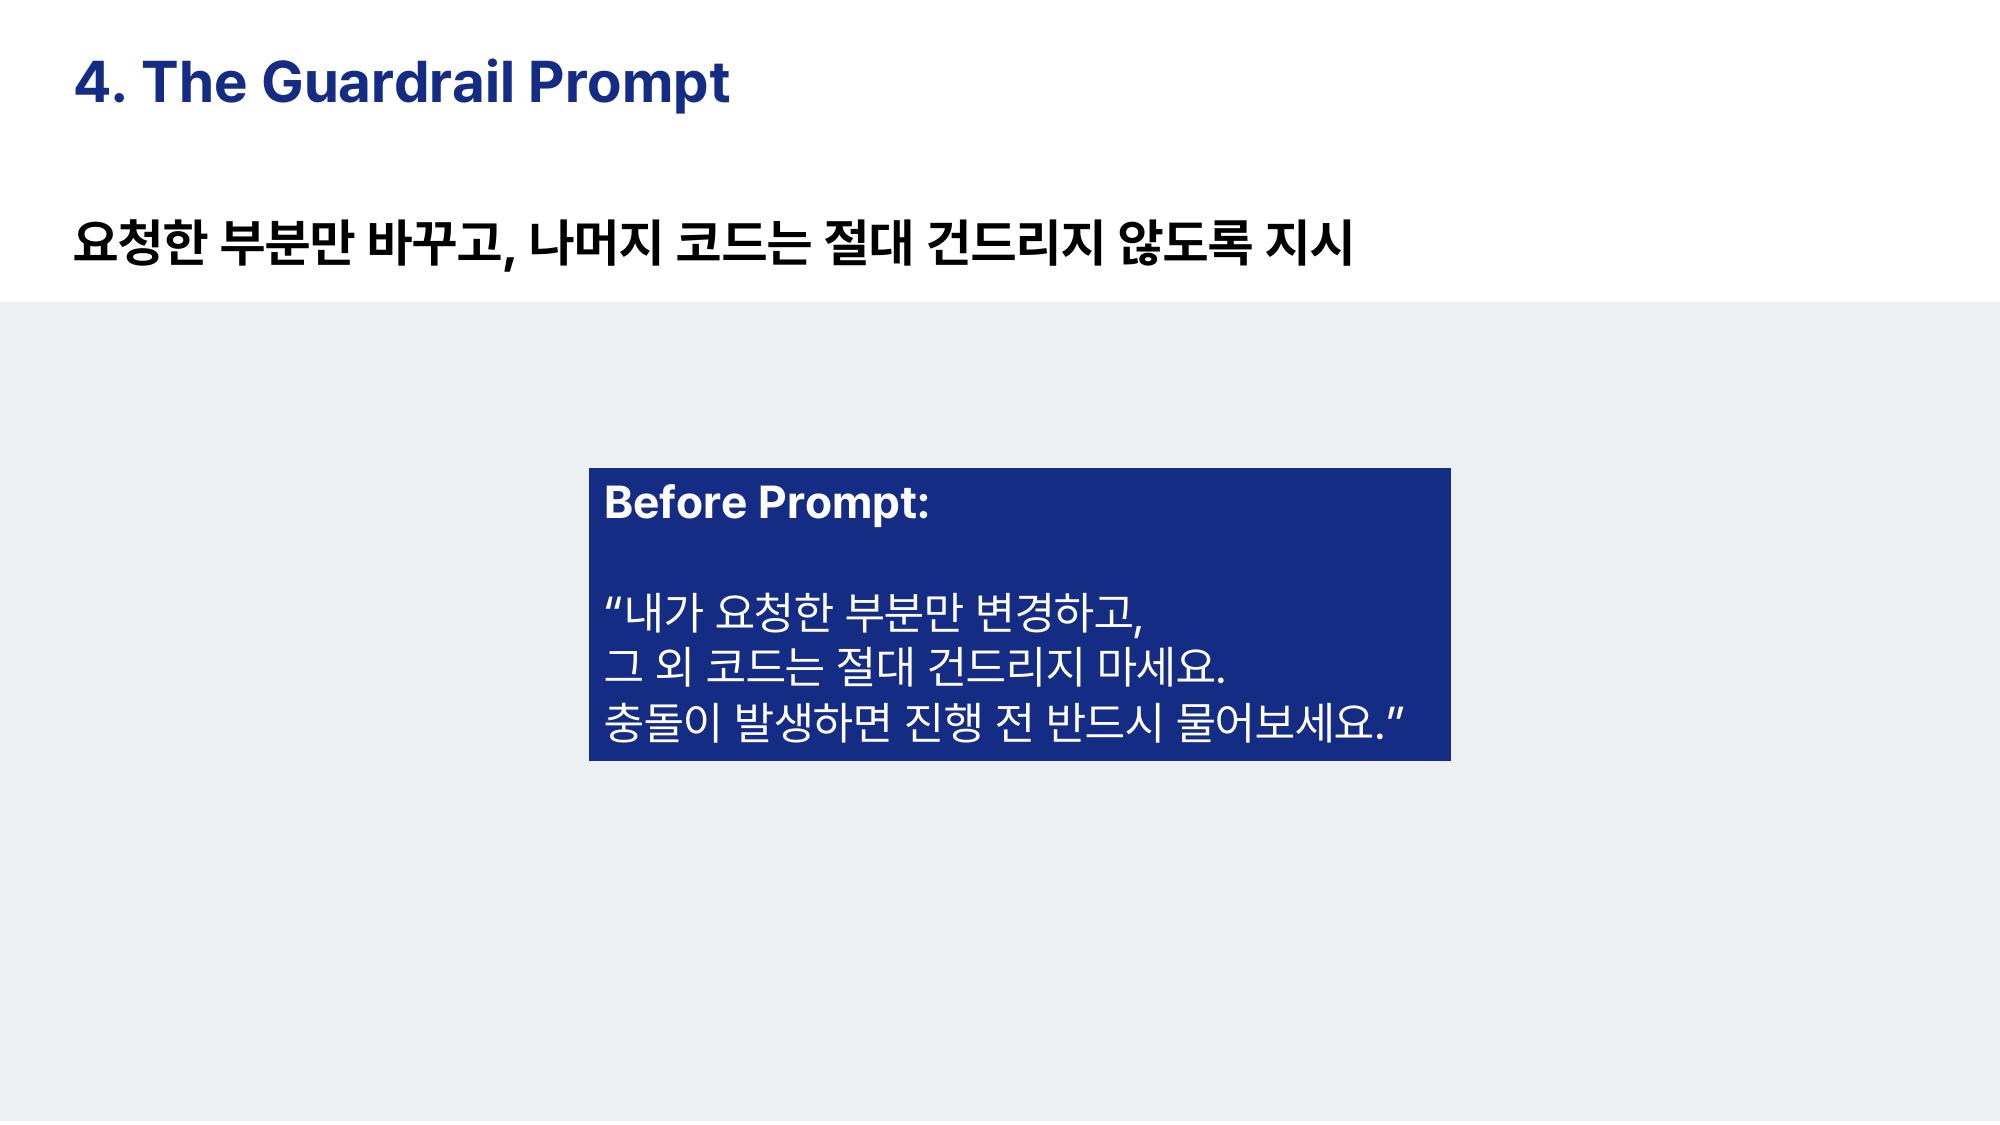 4. The Guardrail Prompt
요청한 부분만 바꾸고, 나머지 코드는 절대 건드리지 않도록 지시
Before Prompt:
“내가 요청한 부분만 변경하고,
그 외 코드는 절대 건드리지 마세요.
충돌이 발생하면 진행 전 반드시 물어보세요.”